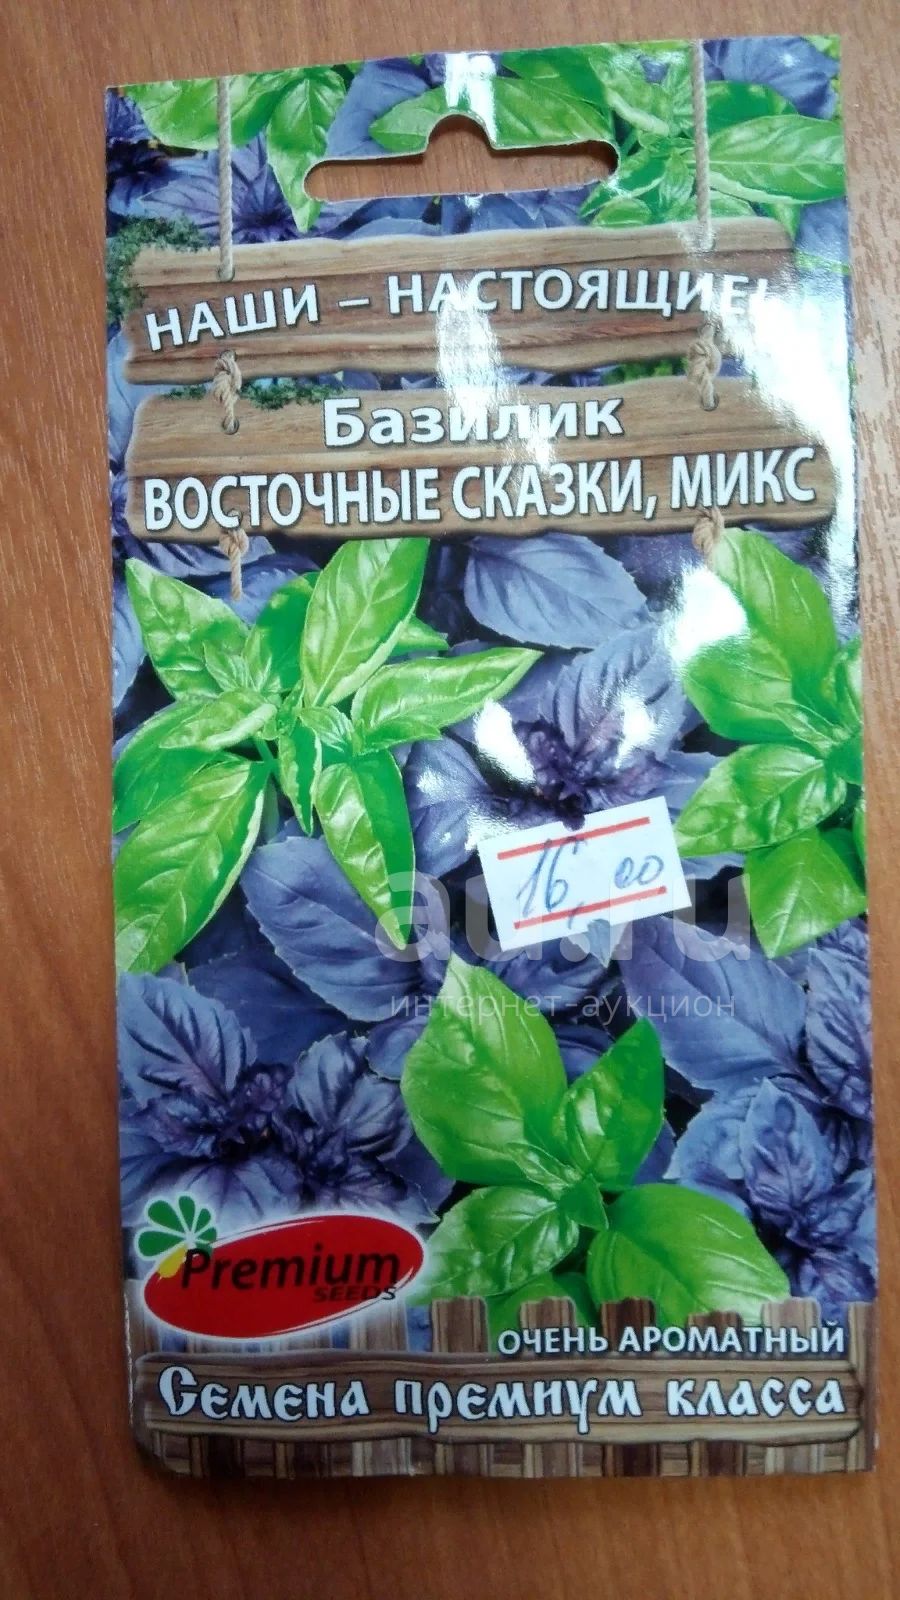 НАШИ – НАСТОЯЩИЕ!
Базилик
ВОСТОЧНЫЕ СКАЗКИ, МИКС
16, 00
au.ru
интернет-аукцион
Premium
SEEDS
ОЧЕНЬ АРОМАТНЫЙ
Семена премиум класса